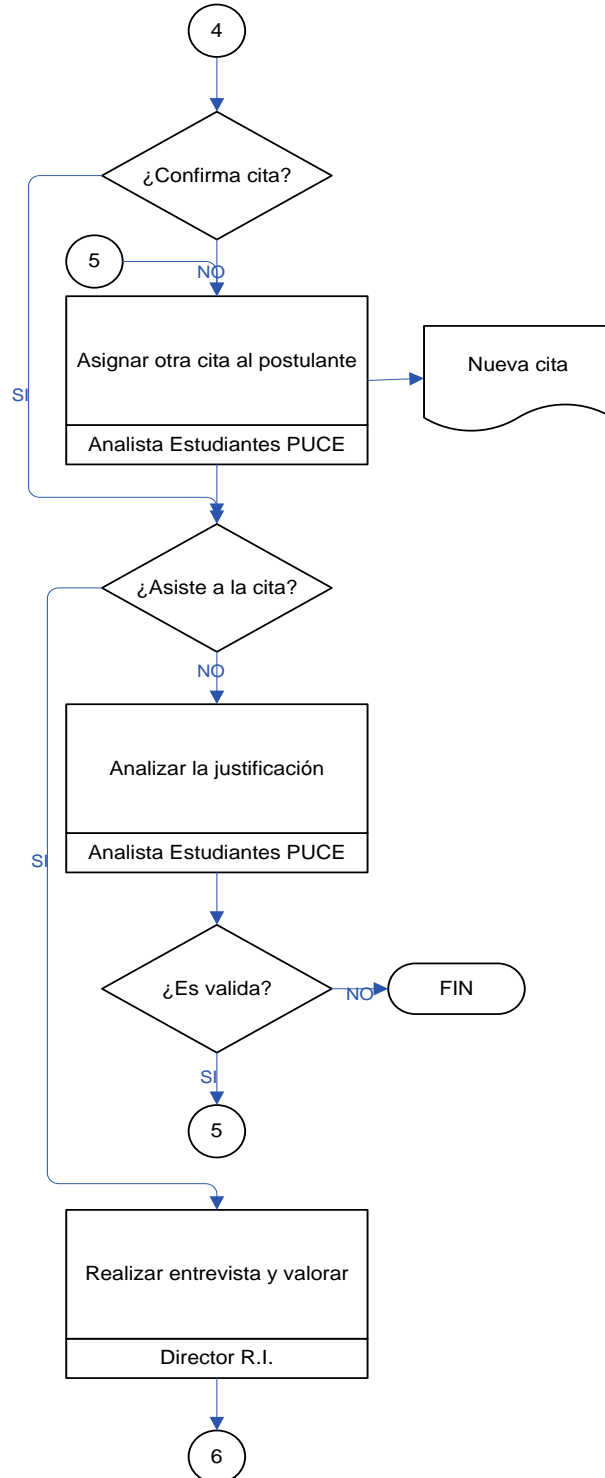 4
¿Confirma cita?
5
NO
Asignar otra cita al postulante
Nueva cita
SI
Analista Estudiantes PUCE
¿Asiste a la cita?
NO
Analizar la justificación
Analista Estudiantes PUCE
SI
¿Es valida?
NO
FIN
SI
5
Realizar entrevista y valorar
Director R.I.
6